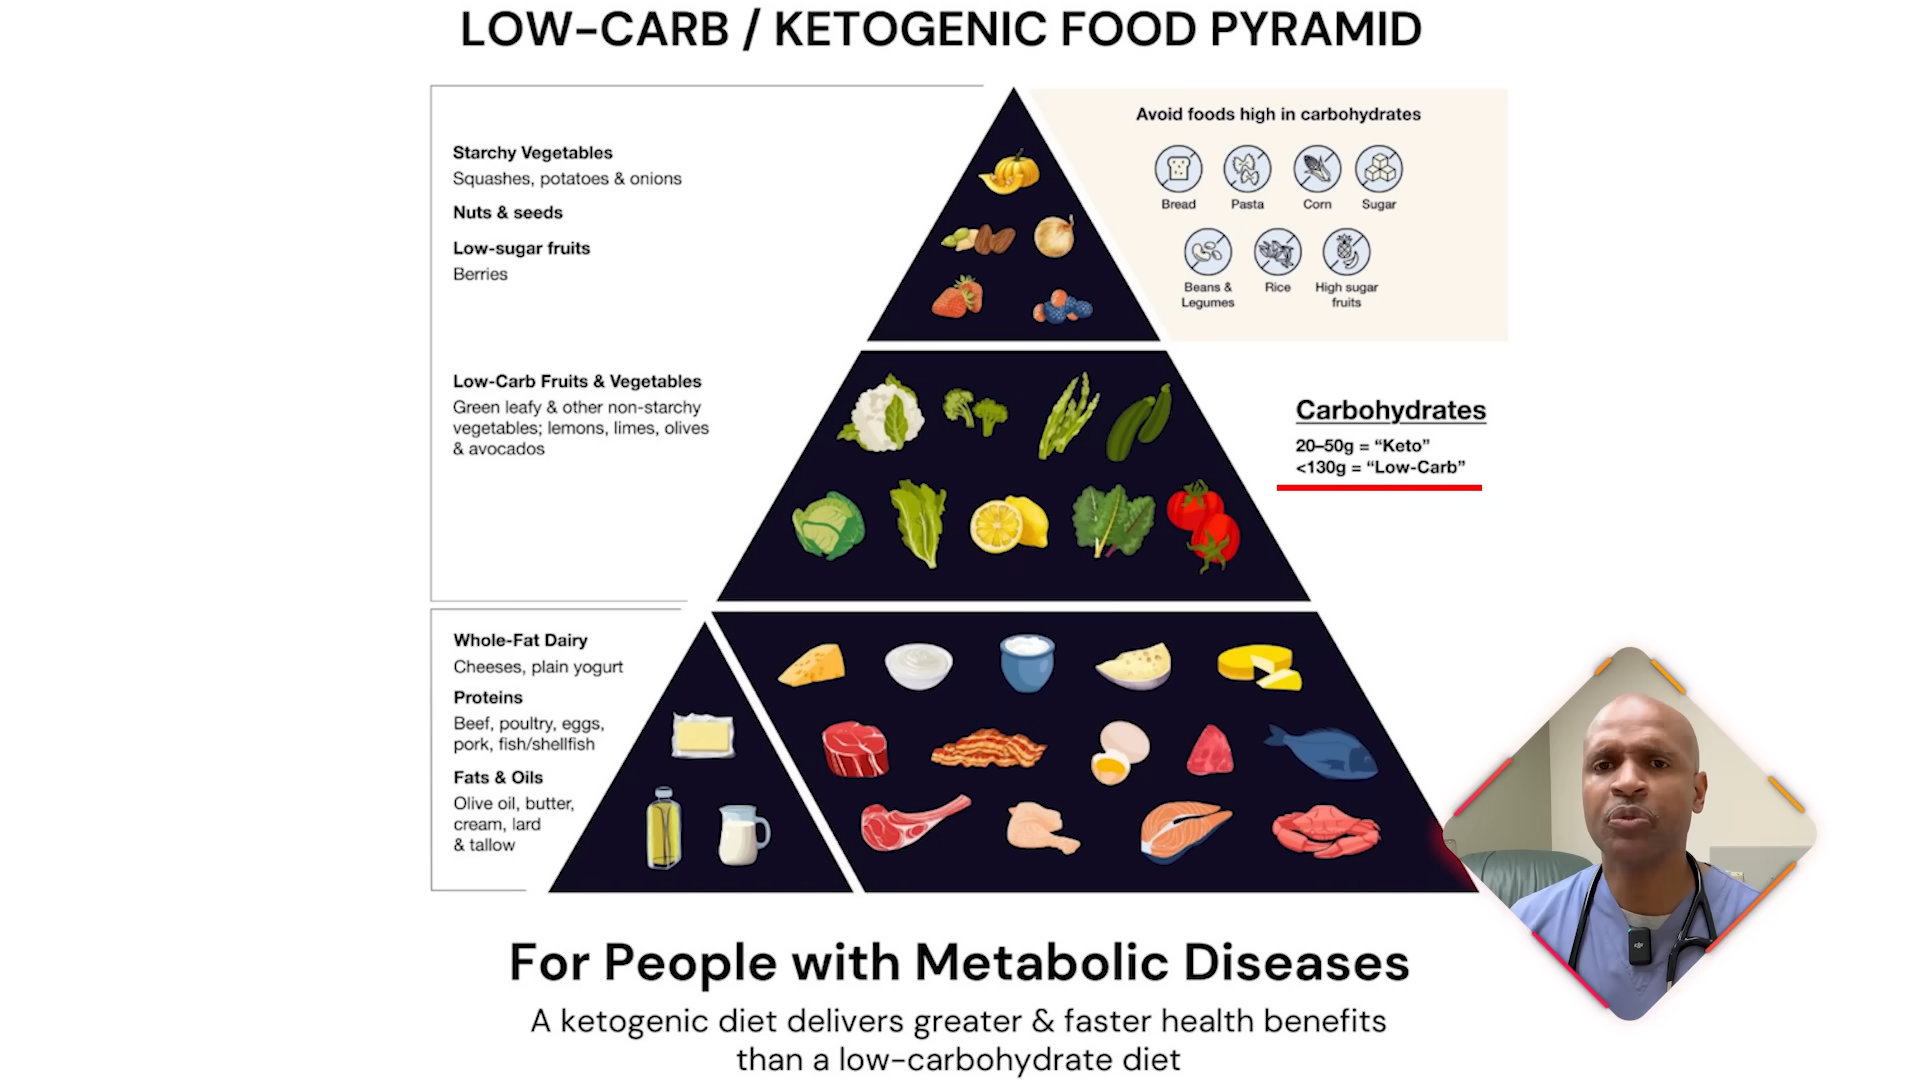 LOW-CARB / KETOGENIC FOOD PYRAMID
Starchy Vegetables
Squashes, potatoes & onions
Nuts & seeds
Low-sugar fruits
Berries
Avoid foods high in carbohydrates
Bread
Pasta
Corn
Sugar
Beans &
Legumes
Rice
High sugar
fruits
Low-Carb Fruits & Vegetables
Green leafy & other non-starchy
vegetables; lemons, limes, olives
& avocados
Carbohydrates
20–50g = “Keto”
<130g = “Low-Carb”
Whole-Fat Dairy
Cheeses, plain yogurt
Proteins
Beef, poultry, eggs,
pork, fish/shellfish
Fats & Oils
Olive oil, butter,
cream, lard
& tallow
For People with Metabolic Diseases
A ketogenic diet delivers greater & faster health benefits
than a low-carbohydrate diet